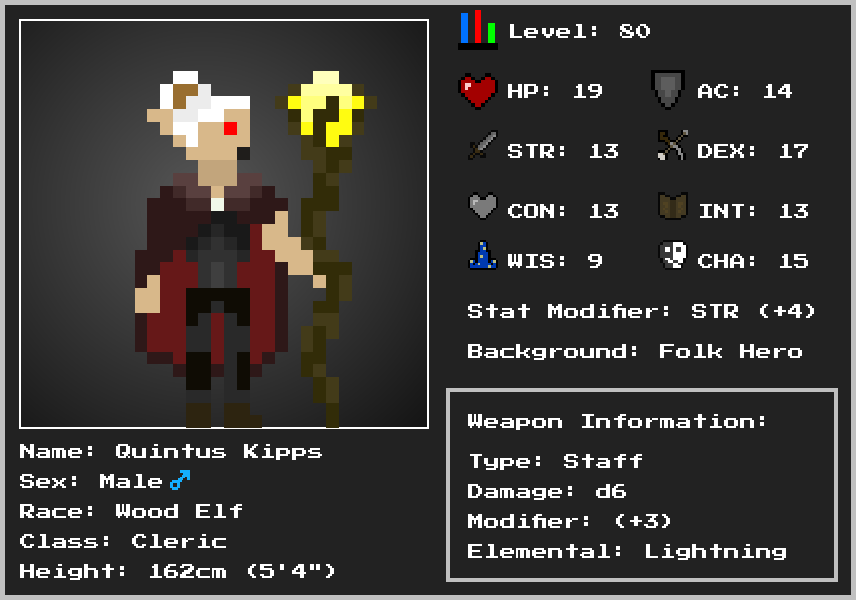 Level: 80
HP: 19
AC: 14
STR: 13
DEX: 17
CON: 13
INT: 13
WIS: 9
CHA: 15
Stat Modifier: STR (+4)
Background: Folk Hero
Weapon Information:
Type: Staff
Damage: d6
Modifier: (+3)
Elemental: Lightning
Name: Quintus Kipps
Sex: Male♂
Race: Wood Elf
Class: Cleric
Height: 162cm (5'4")